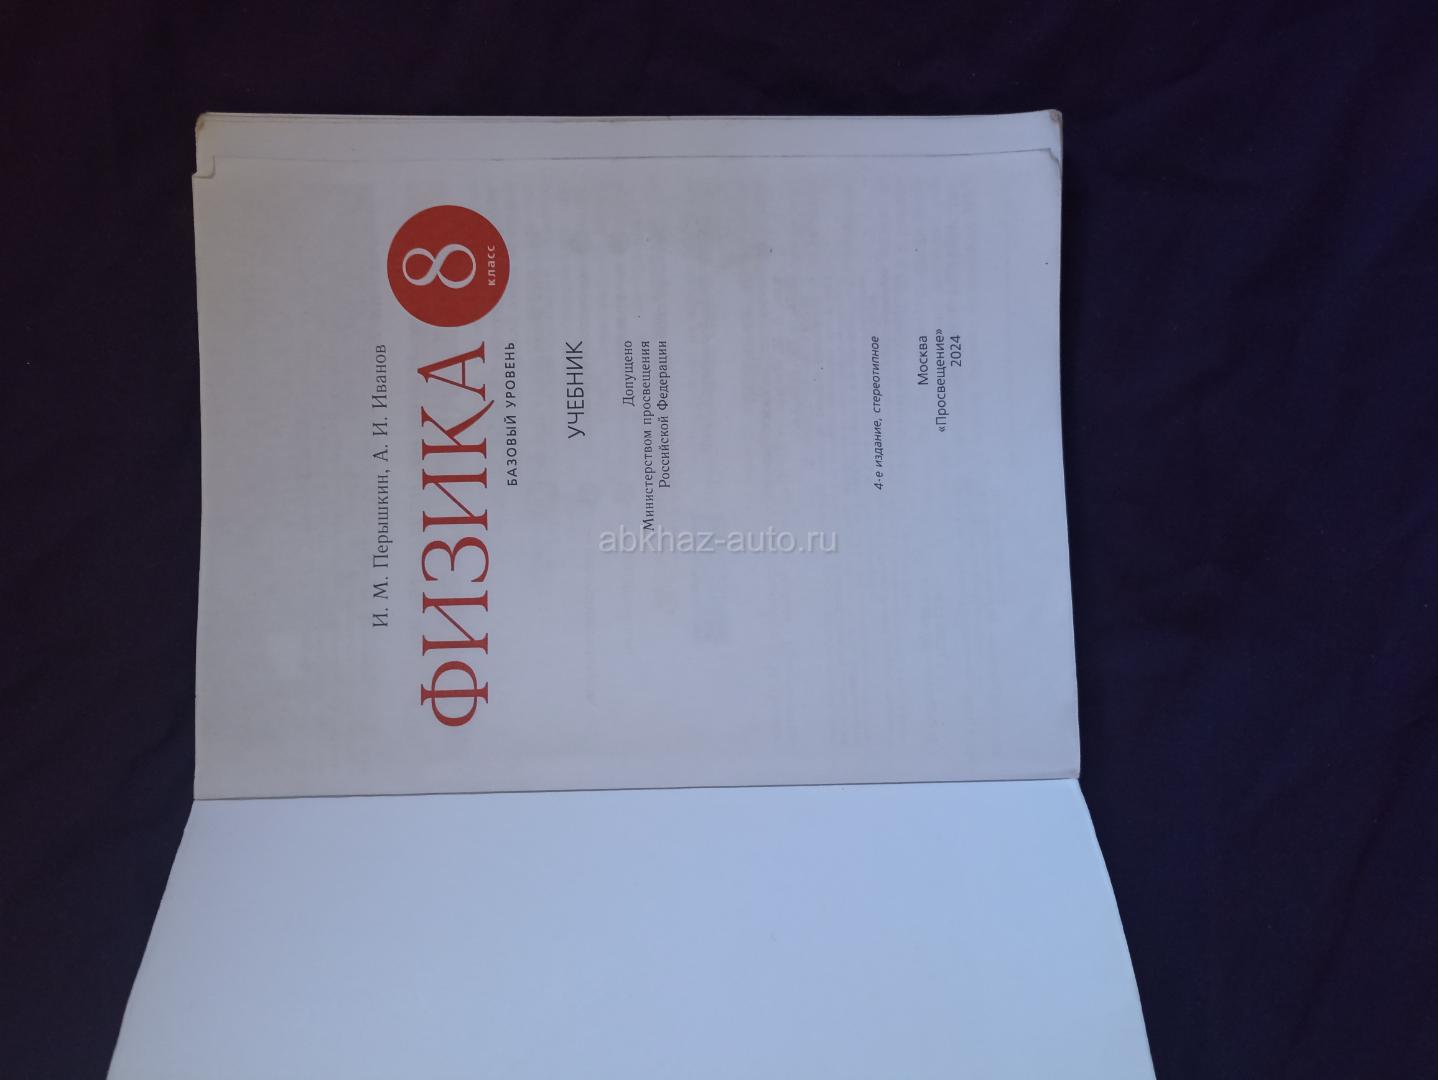 И. М. Перышкин, А. И. Иванов
ФИЗИКА
8
класс
БАЗОВЫЙ УРОВЕНЬ
УЧЕБНИК
Допущено
Министерством просвещения
Российской Федерации
4-е издание, стереотипное
Москва
«Просвещение»
2024
abkhaz-auto.ru